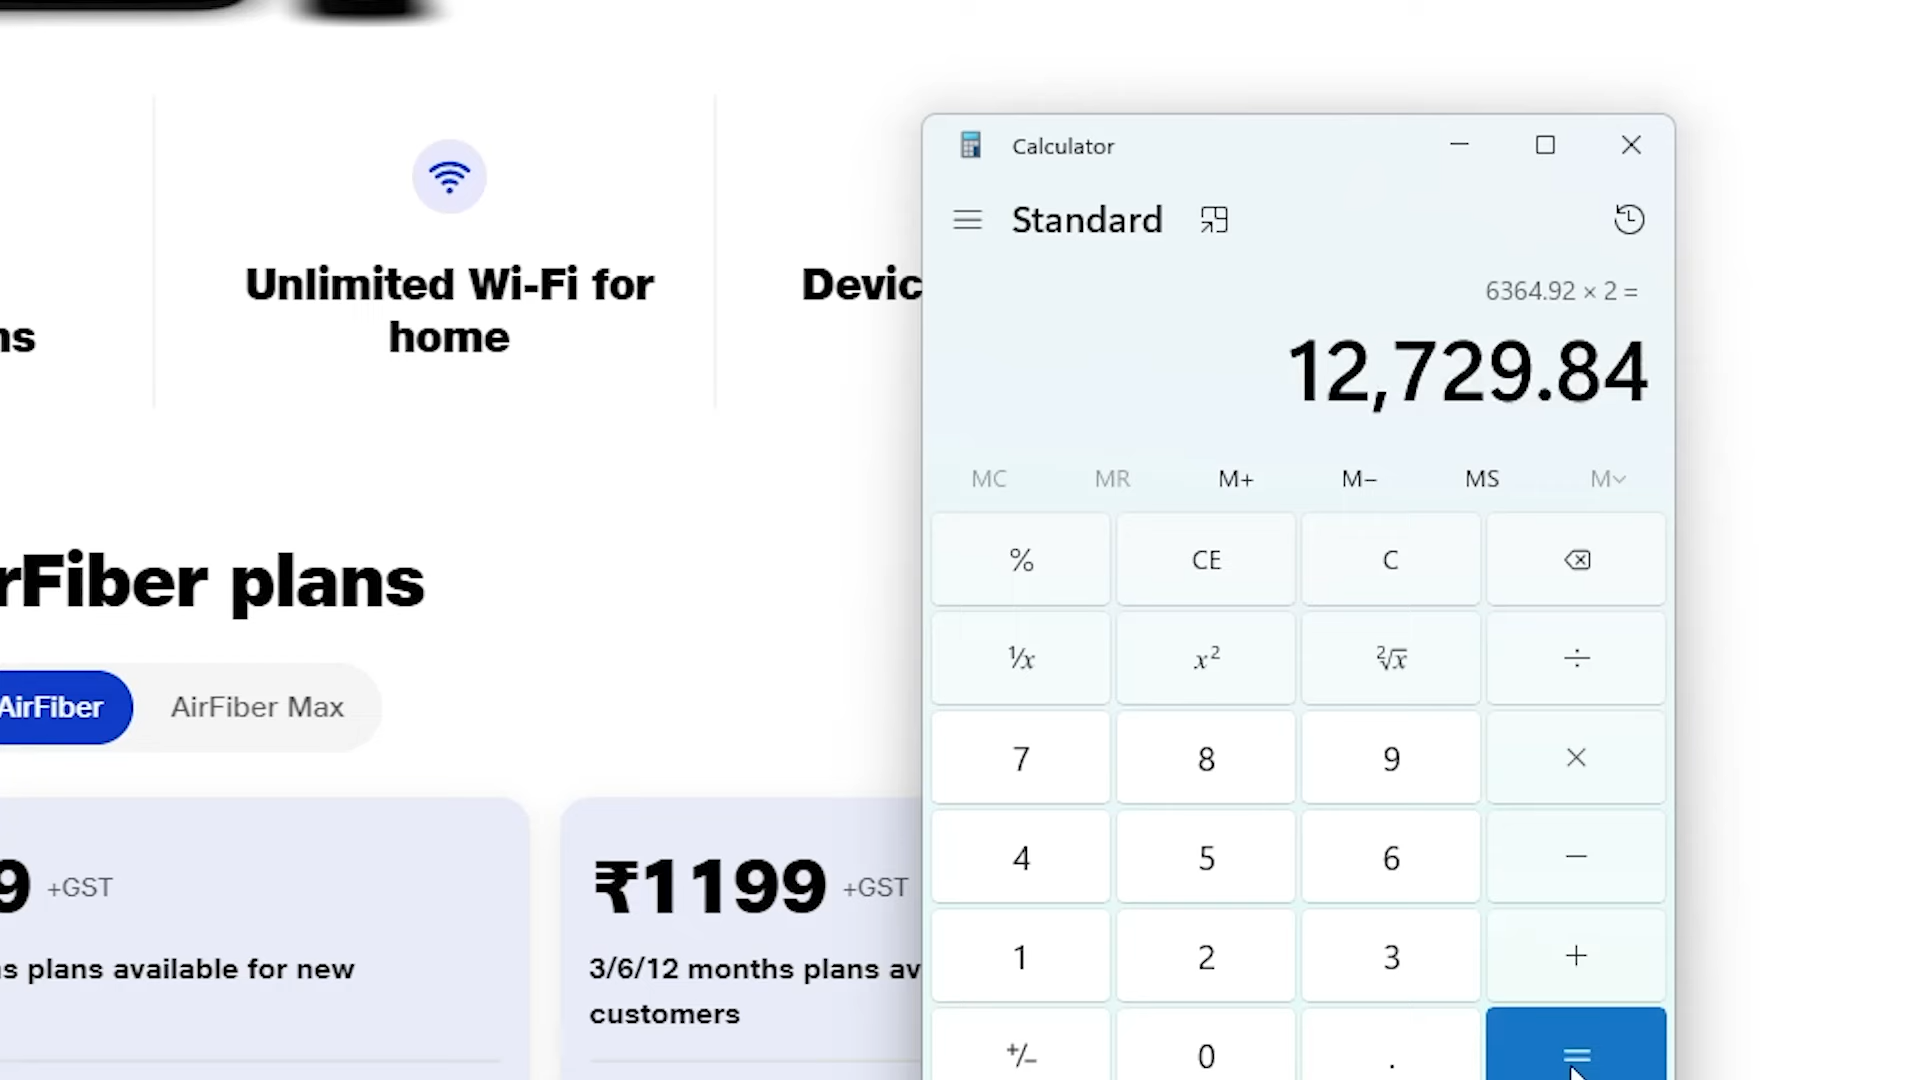 Unlimited Wi-Fi for
home
Devic
ns
rFiber plans
AirFiber
AirFiber Max
9 +GST
s plans available for new
₹1199 +GST
3/6/12 months plans av
customers
Calculator
Standard
6364.92 × 2 =
12,729.84
MC MR M+ M− MS M
% CE C
¹/x x² ²√x ÷
7 8 9 ×
4 5 6 −
1 2 3 +
+/− 0 . =